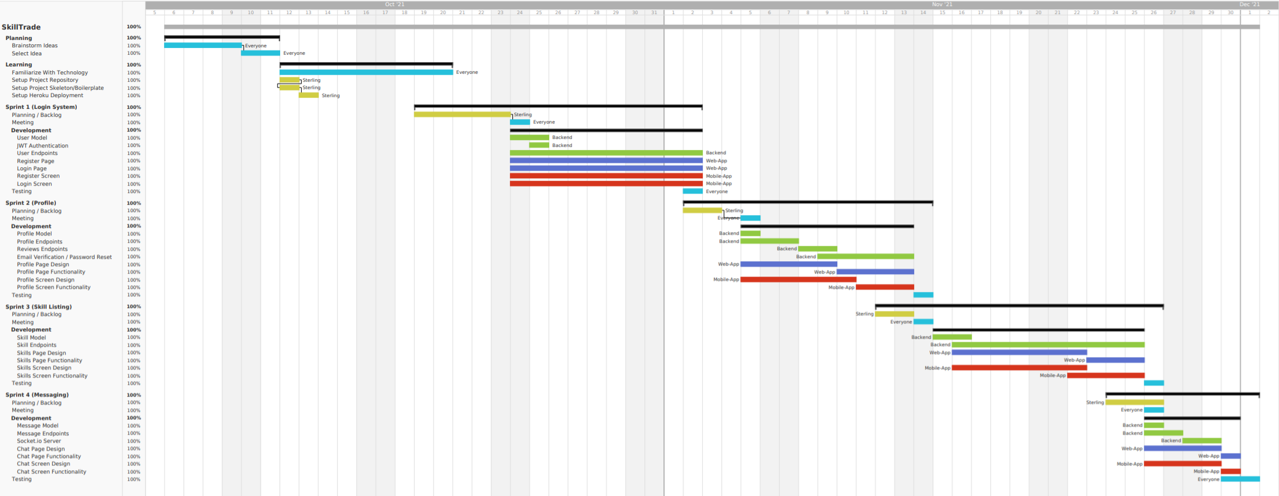 Oct '21 Nov '21 Dec '21
5 6 7 8 9 10 11 12 13 14 15 16 17 18 19 20 21 22 23 24 25 26 27 28 29 30 31 1 2 3 4 5 6 7 8 9 10 11 12 13 14 15 16 17 18 19 20 21 22 23 24 25 26 27 28 29 30 1 2
SkillTrade 100%
Planning 100%
Brainstorm Ideas 100% Everyone
Select Idea 100% Everyone
Learning 100%
Familiarize With Technology 100% Everyone
Setup Project Repository 100% Sterling
Setup Project Skeleton/Boilerplate 100% Sterling
Setup Heroku Deployment 100% Sterling
Sprint 1 (Login System) 100%
Planning / Backlog 100% Sterling
Meeting 100% Everyone
Development 100%
User Model 100% Backend
JWT Authentication 100% Backend
User Endpoints 100% Backend
Register Page 100% Web-App
Login Page 100% Web-App
Register Screen 100% Mobile-App
Login Screen 100% Mobile-App
Testing 100% Everyone
Sprint 2 (Profile) 100%
Planning / Backlog 100% Sterling
Meeting 100% Everyone
Development 100%
Profile Model 100% Backend
Profile Endpoints 100% Backend
Reviews Endpoints 100% Backend
Email Verification / Password Reset 100% Backend
Profile Page Design 100% Web-App
Profile Page Functionality 100% Web-App
Profile Screen Design 100% Mobile-App
Profile Screen Functionality 100% Mobile-App
Testing 100%
Sprint 3 (Skill Listing) 100%
Planning / Backlog 100% Sterling
Meeting 100% Everyone
Development 100%
Skill Model 100% Backend
Skill Endpoints 100% Backend
Skills Page Design 100% Web-App
Skills Page Functionality 100% Web-App
Skills Screen Design 100% Mobile-App
Skills Screen Functionality 100% Mobile-App
Testing 100%
Sprint 4 (Messaging) 100%
Planning / Backlog 100% Sterling
Meeting 100% Everyone
Development 100%
Message Model 100% Backend
Message Endpoints 100% Backend
Socket.io Server 100% Backend
Chat Page Design 100% Web-App
Chat Page Functionality 100% Web-App
Chat Screen Design 100% Mobile-App
Chat Screen Functionality 100% Mobile-App
Testing 100% Everyone